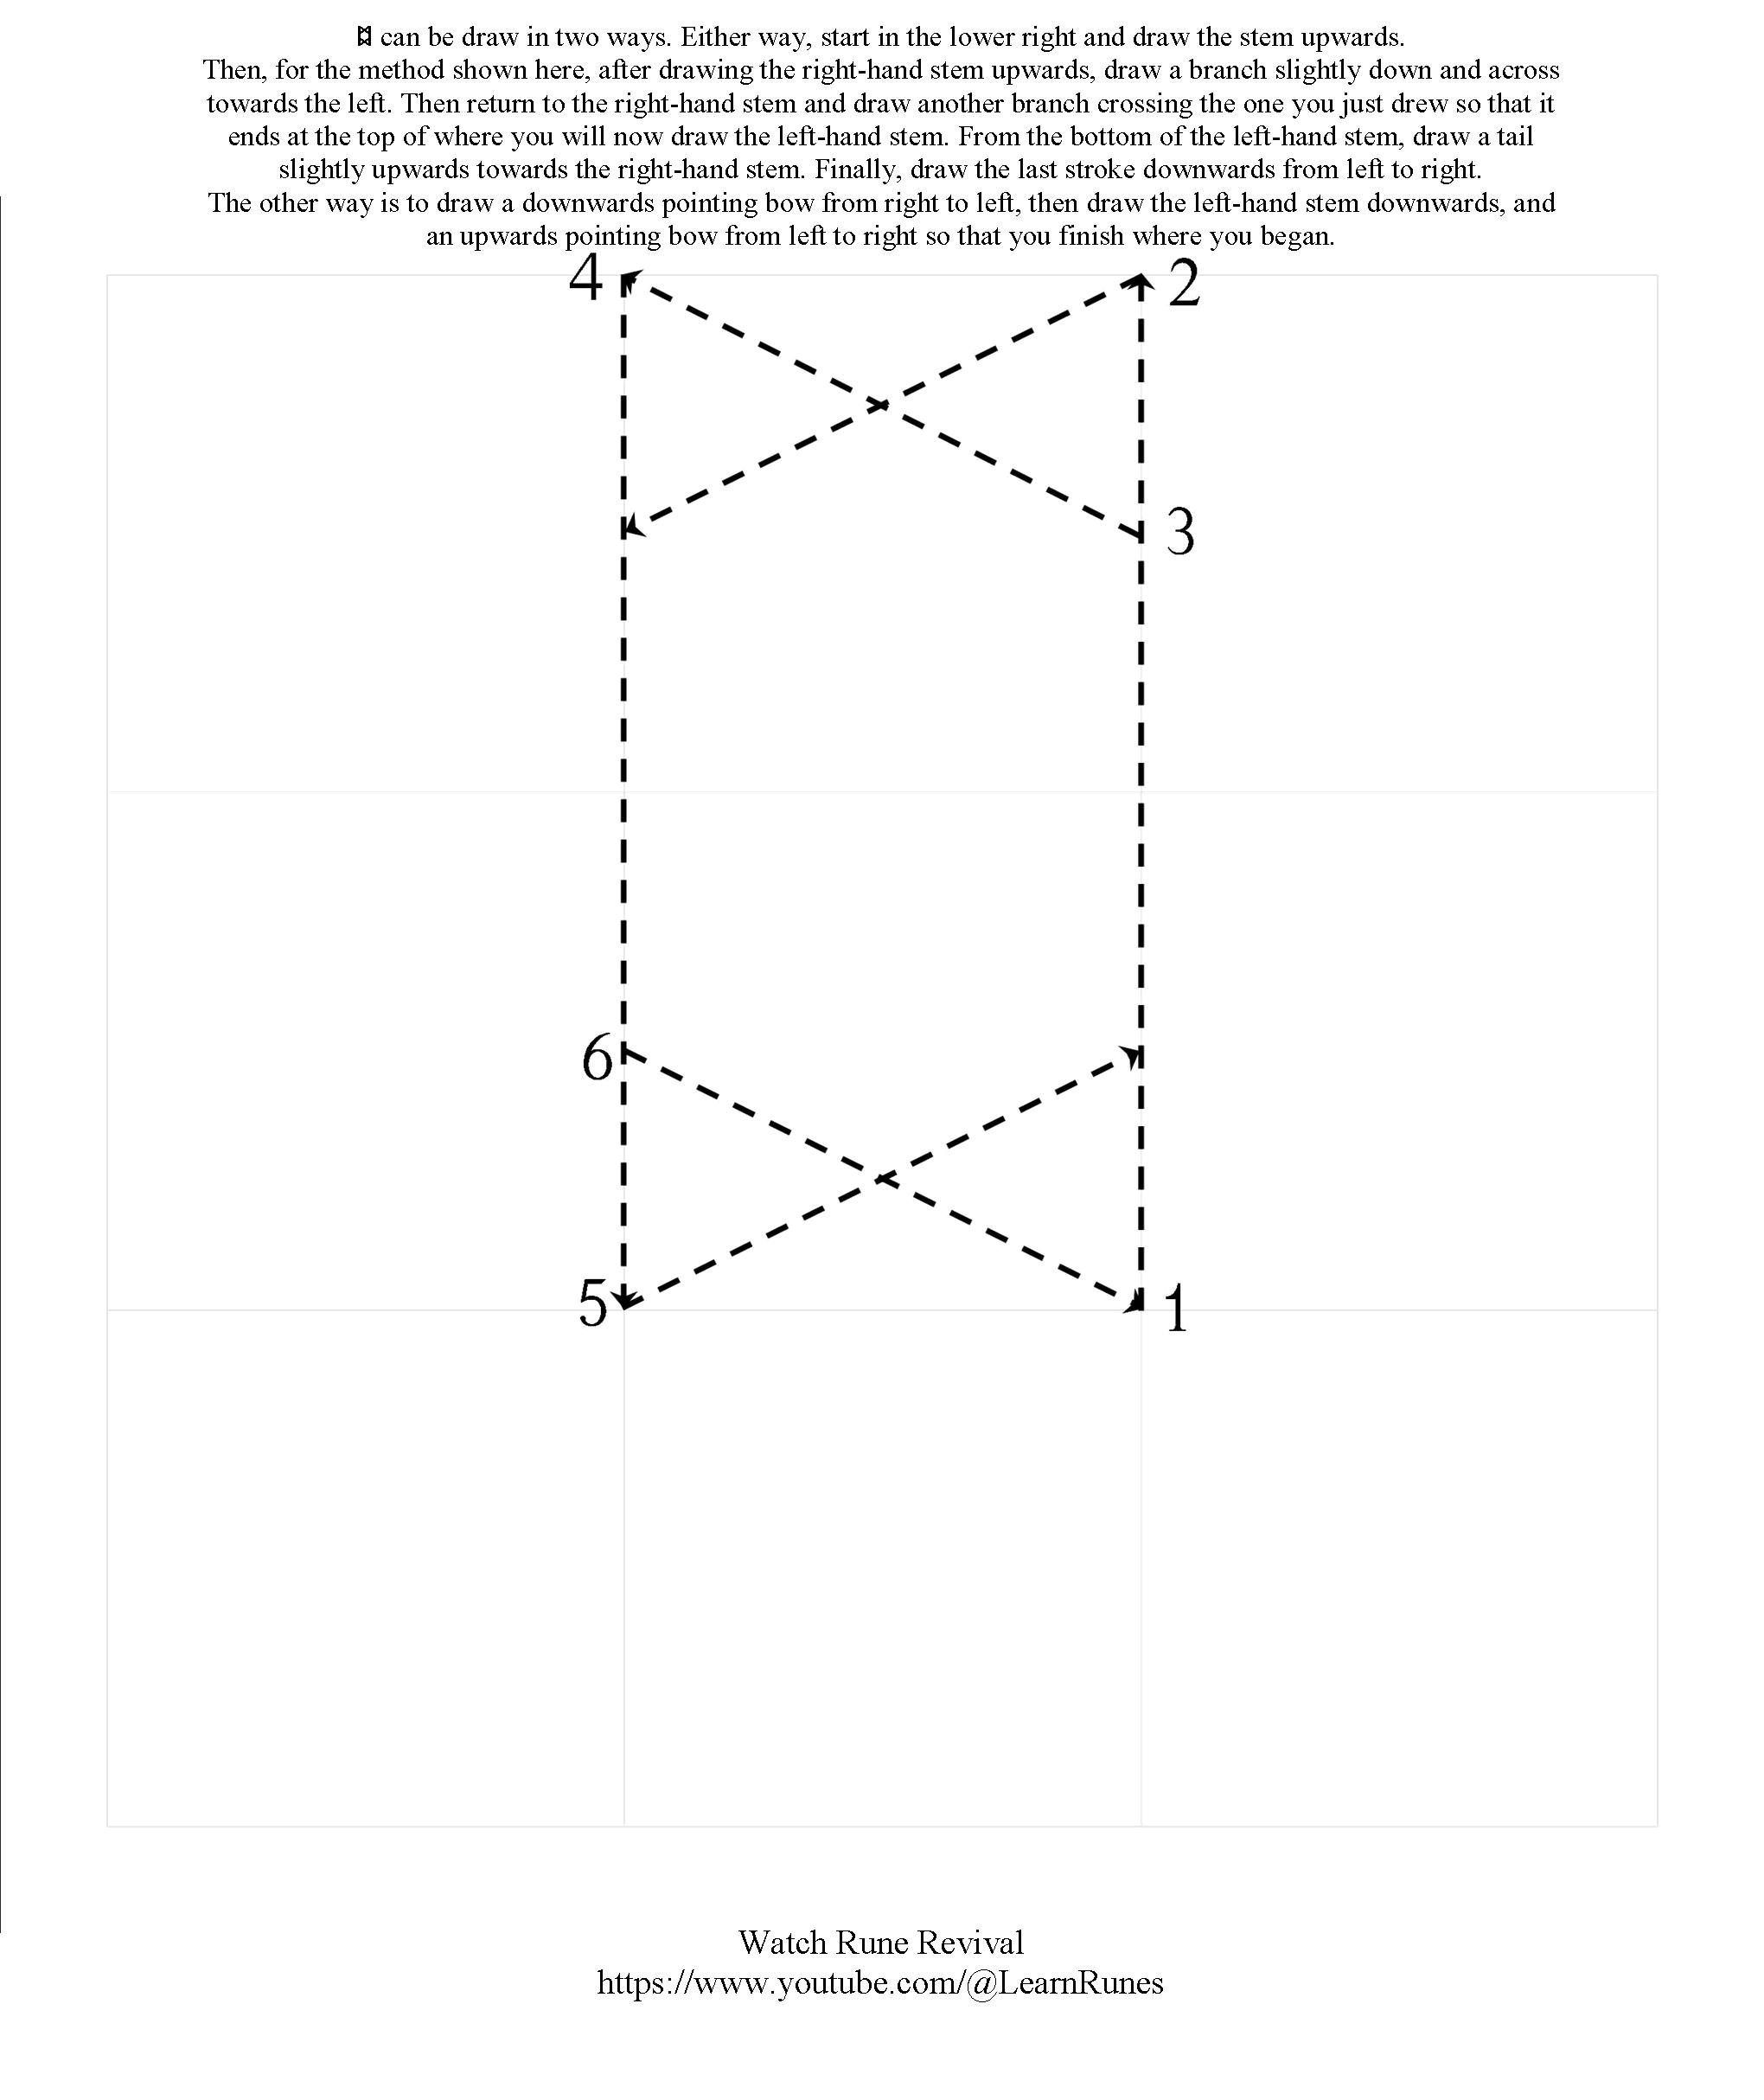 ᛤ can be draw in two ways. Either way, start in the lower right and draw the stem upwards.
Then, for the method shown here, after drawing the right-hand stem upwards, draw a branch slightly down and across
towards the left. Then return to the right-hand stem and draw another branch crossing the one you just drew so that it
ends at the top of where you will now draw the left-hand stem. From the bottom of the left-hand stem, draw a tail
slightly upwards towards the right-hand stem. Finally, draw the last stroke downwards from left to right.
The other way is to draw a downwards pointing bow from right to left, then draw the left-hand stem downwards, and
an upwards pointing bow from left to right so that you finish where you began.
4 2
3
6
5 1
Watch Rune Revival
https://www.youtube.com/@LearnRunes